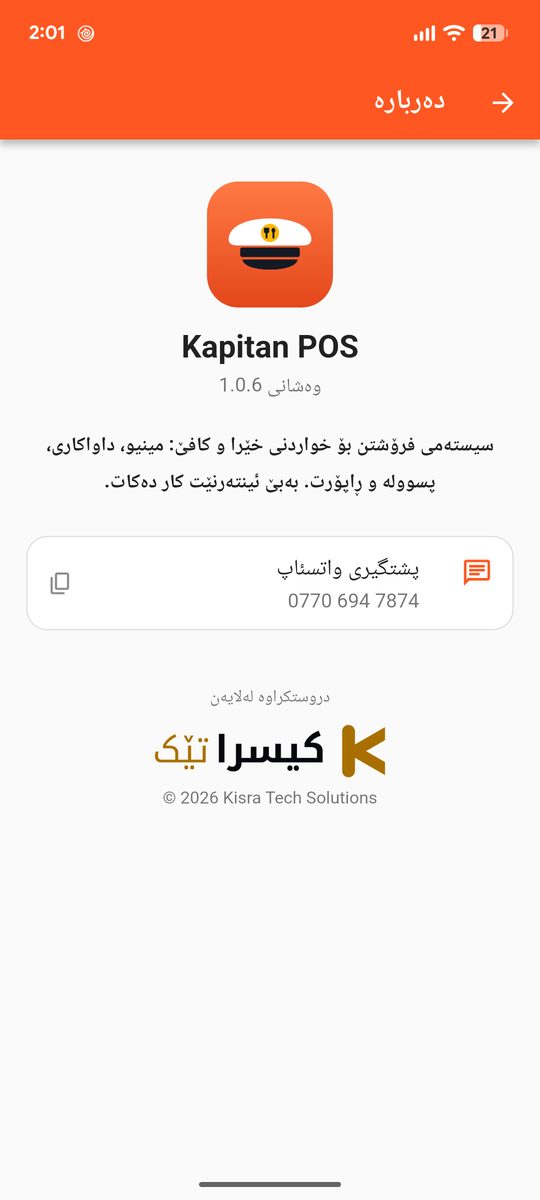 2:01
21
دەربارە
Kapitan POS
وەشانی 1.0.6
سیستەمی فرۆشتن بۆ خواردنی خێرا و کافێ: مینیو، داواکاری،
پسوولە و ڕاپۆرت. بەبێ ئینتەرنێت کار دەکات.
پشتگیری واتسئاپ
0770 694 7874
دروستکراوە لەلایەن
کیسرا تێک
© 2026 Kisra Tech Solutions